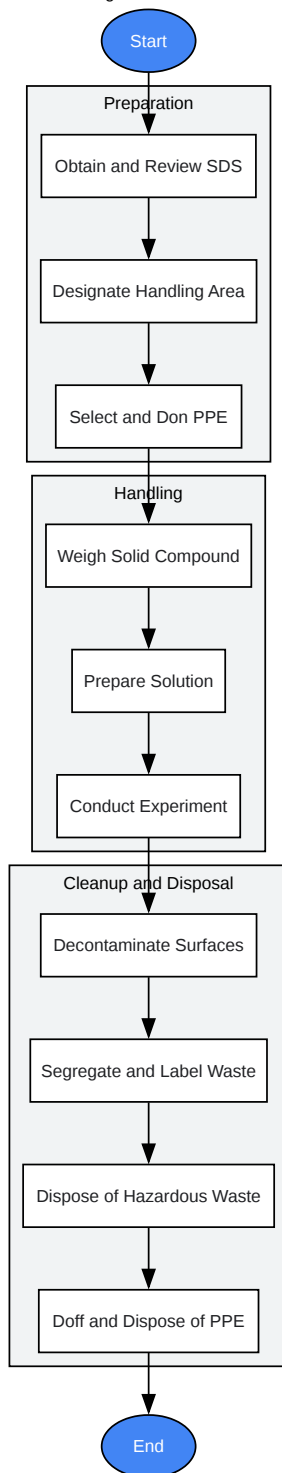 Start
Preparation
Obtain and Review SDS
Designate Handling Area
Select and Don PPE
Handling
Weigh Solid Compound
Prepare Solution
Conduct Experiment
Cleanup and Disposal
Decontaminate Surfaces
Segregate and Label Waste
Dispose of Hazardous Waste
Doff and Dispose of PPE
End